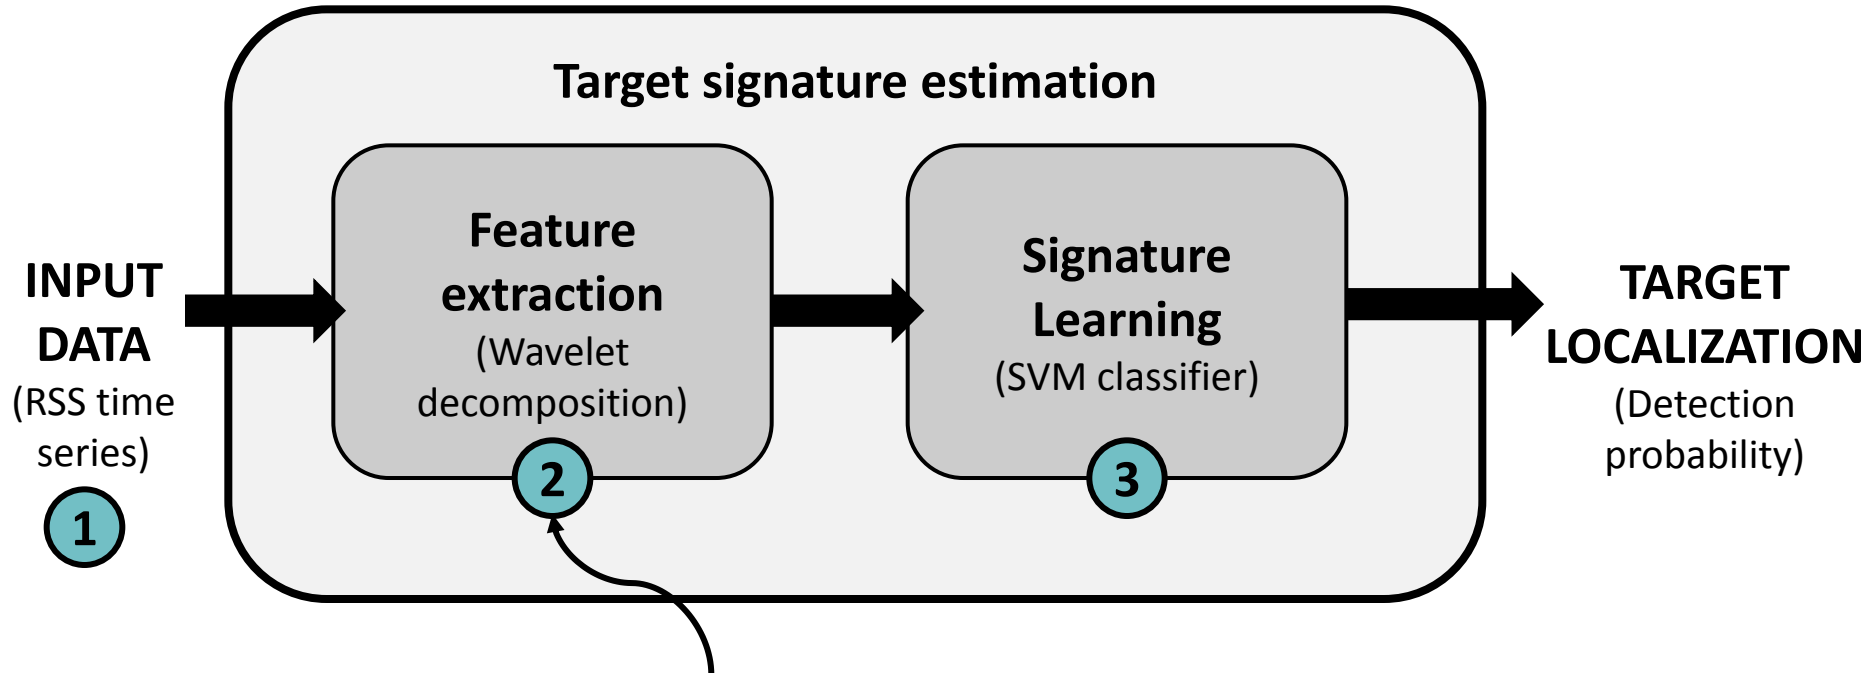 Target signature estimation
INPUT
DATA
(RSS time
series)
1
Feature
extraction
(Wavelet
decomposition)
2
Signature
Learning
(SVM classifier)
3
TARGET
LOCALIZATION
(Detection
probability)